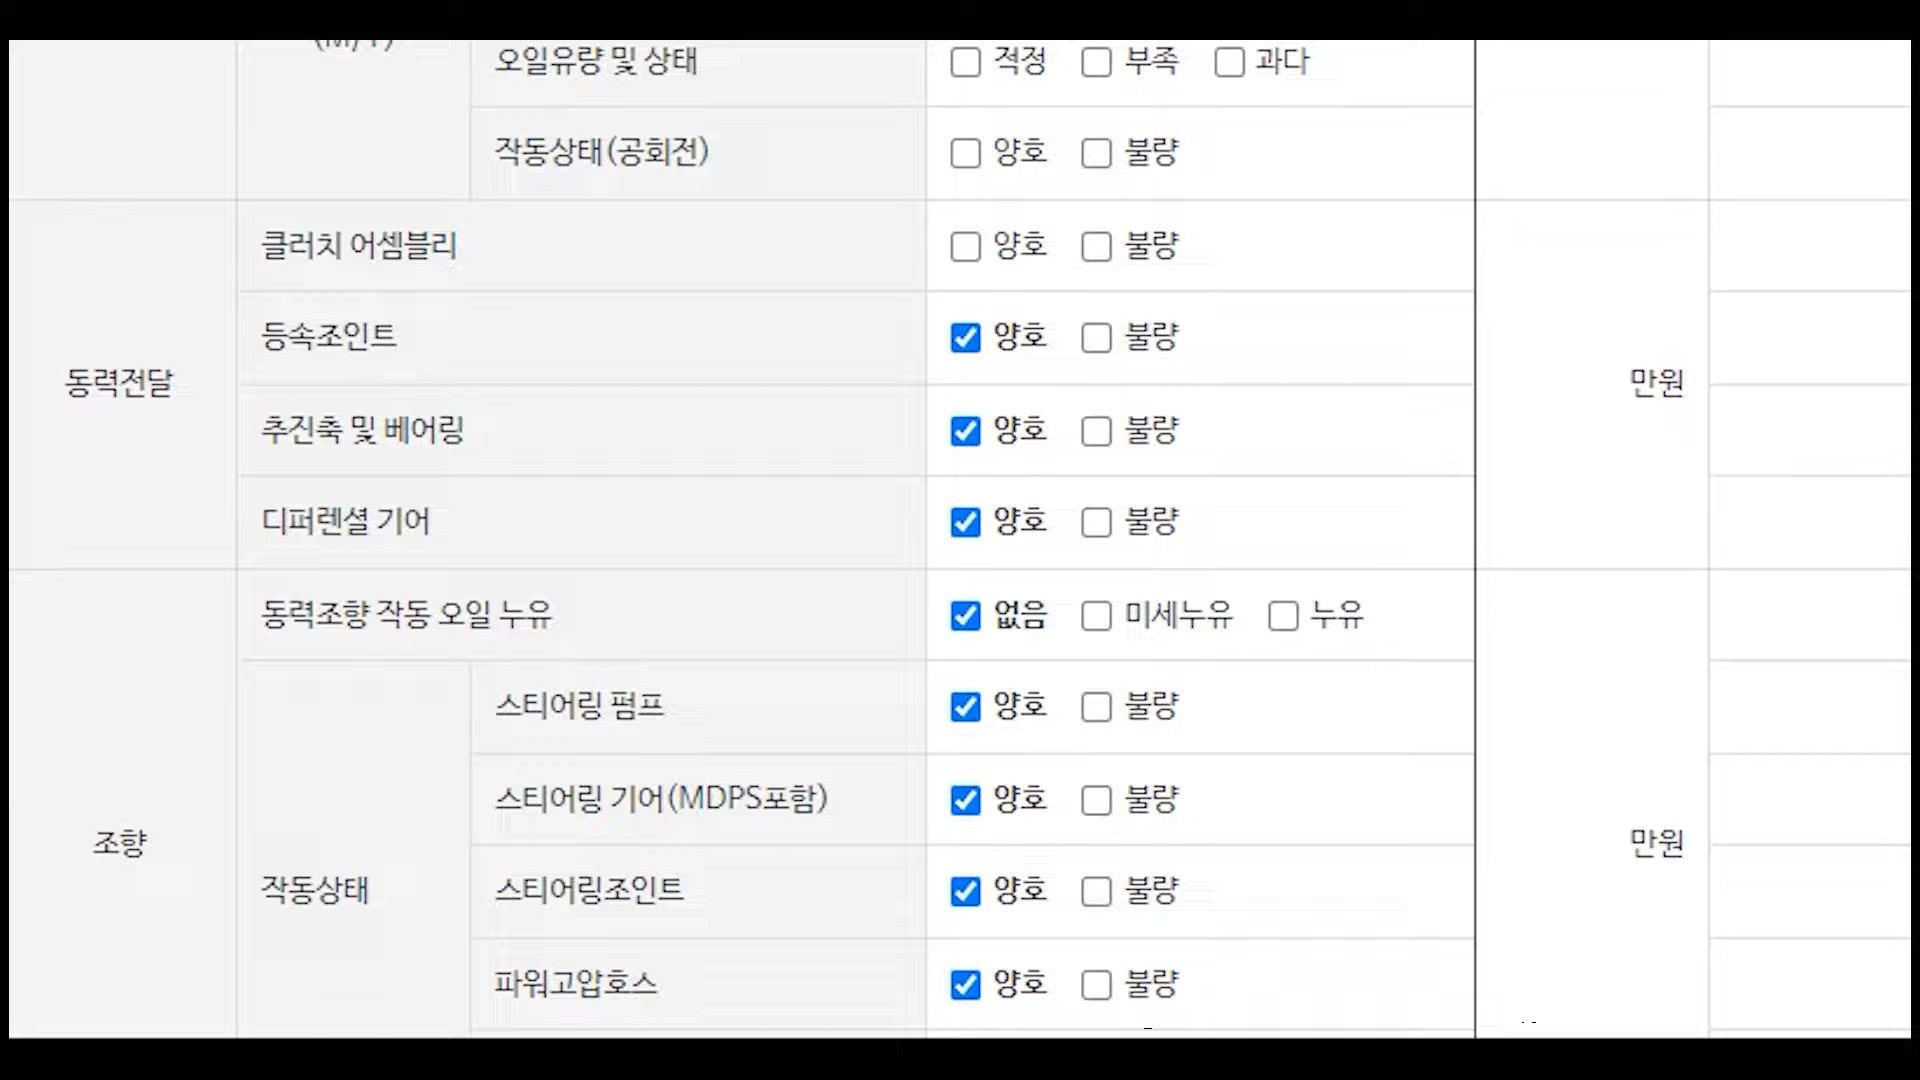 오일유량 및 상태 적정 부족 과다
작동상태(공회전) 양호 불량
동력전달
클러치 어셈블리 양호 불량
등속조인트 양호 불량
추진축 및 베어링 양호 불량
디퍼렌셜 기어 양호 불량
만원
조향
동력조향 작동 오일 누유 없음 미세누유 누유
작동상태
스티어링 펌프 양호 불량
스티어링 기어(MDPS포함) 양호 불량
스티어링조인트 양호 불량
파워고압호스 양호 불량
만원